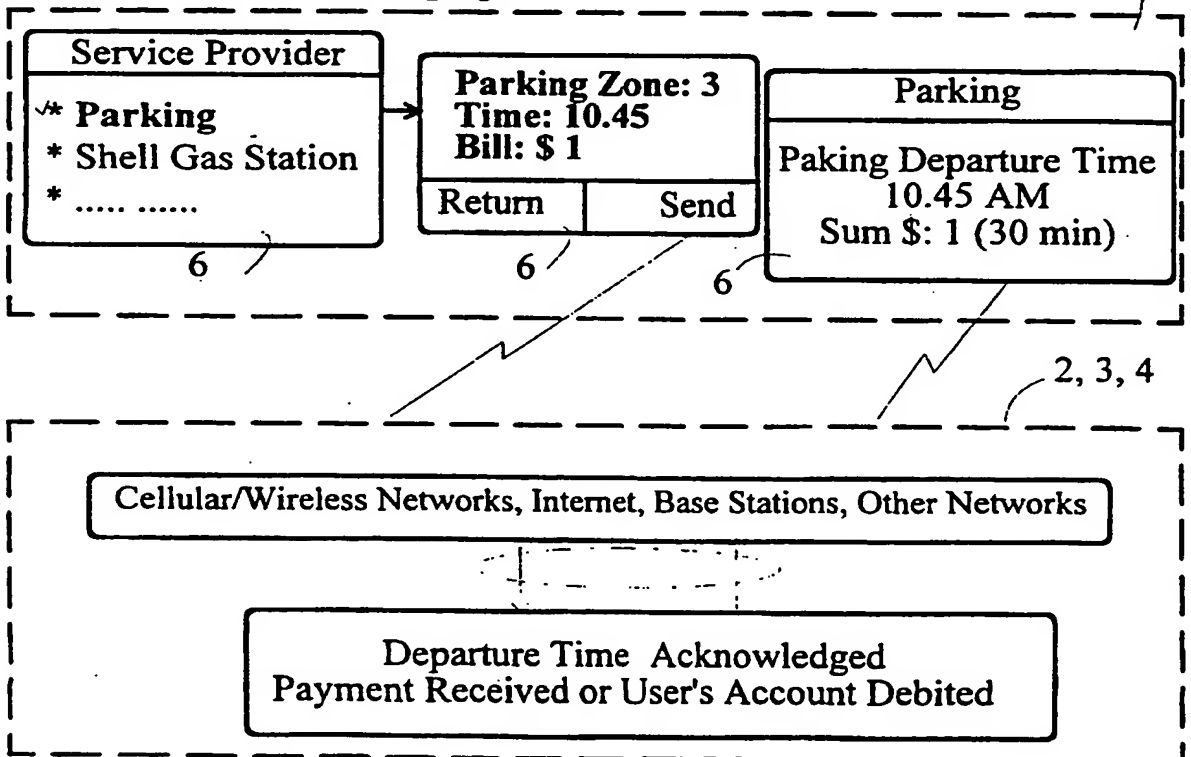 Service Provider
* Parking
* Shell Gas Station
* ..... ......
6
Parking Zone: 3
Time: 10.45
Bill: $ 1
Return
Send
6
Parking
Paking Departure Time
10.45 AM
Sum $: 1 (30 min)
6
2, 3, 4
Cellular/Wireless Networks, Internet, Base Stations, Other Networks
Departure Time Acknowledged
Payment Received or User's Account Debited